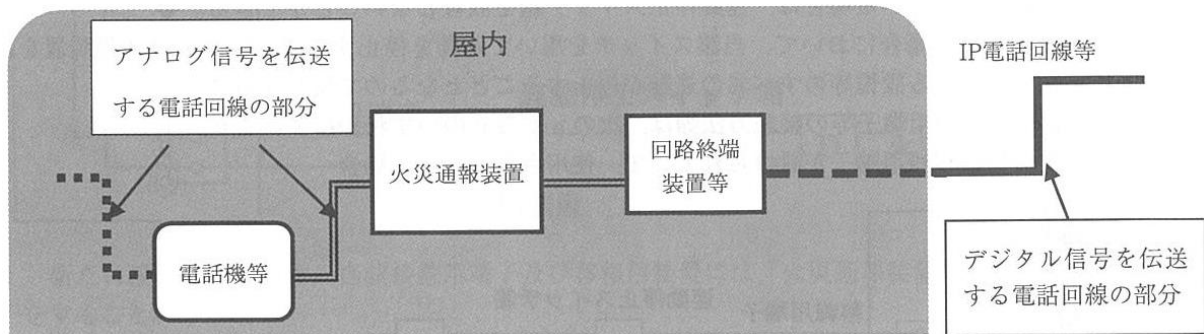 アナログ信号を伝送
する電話回線の部分
屋内
IP電話回線等
火災通報装置
回路終端
装置等
電話機等
デジタル信号を伝送
する電話回線の部分